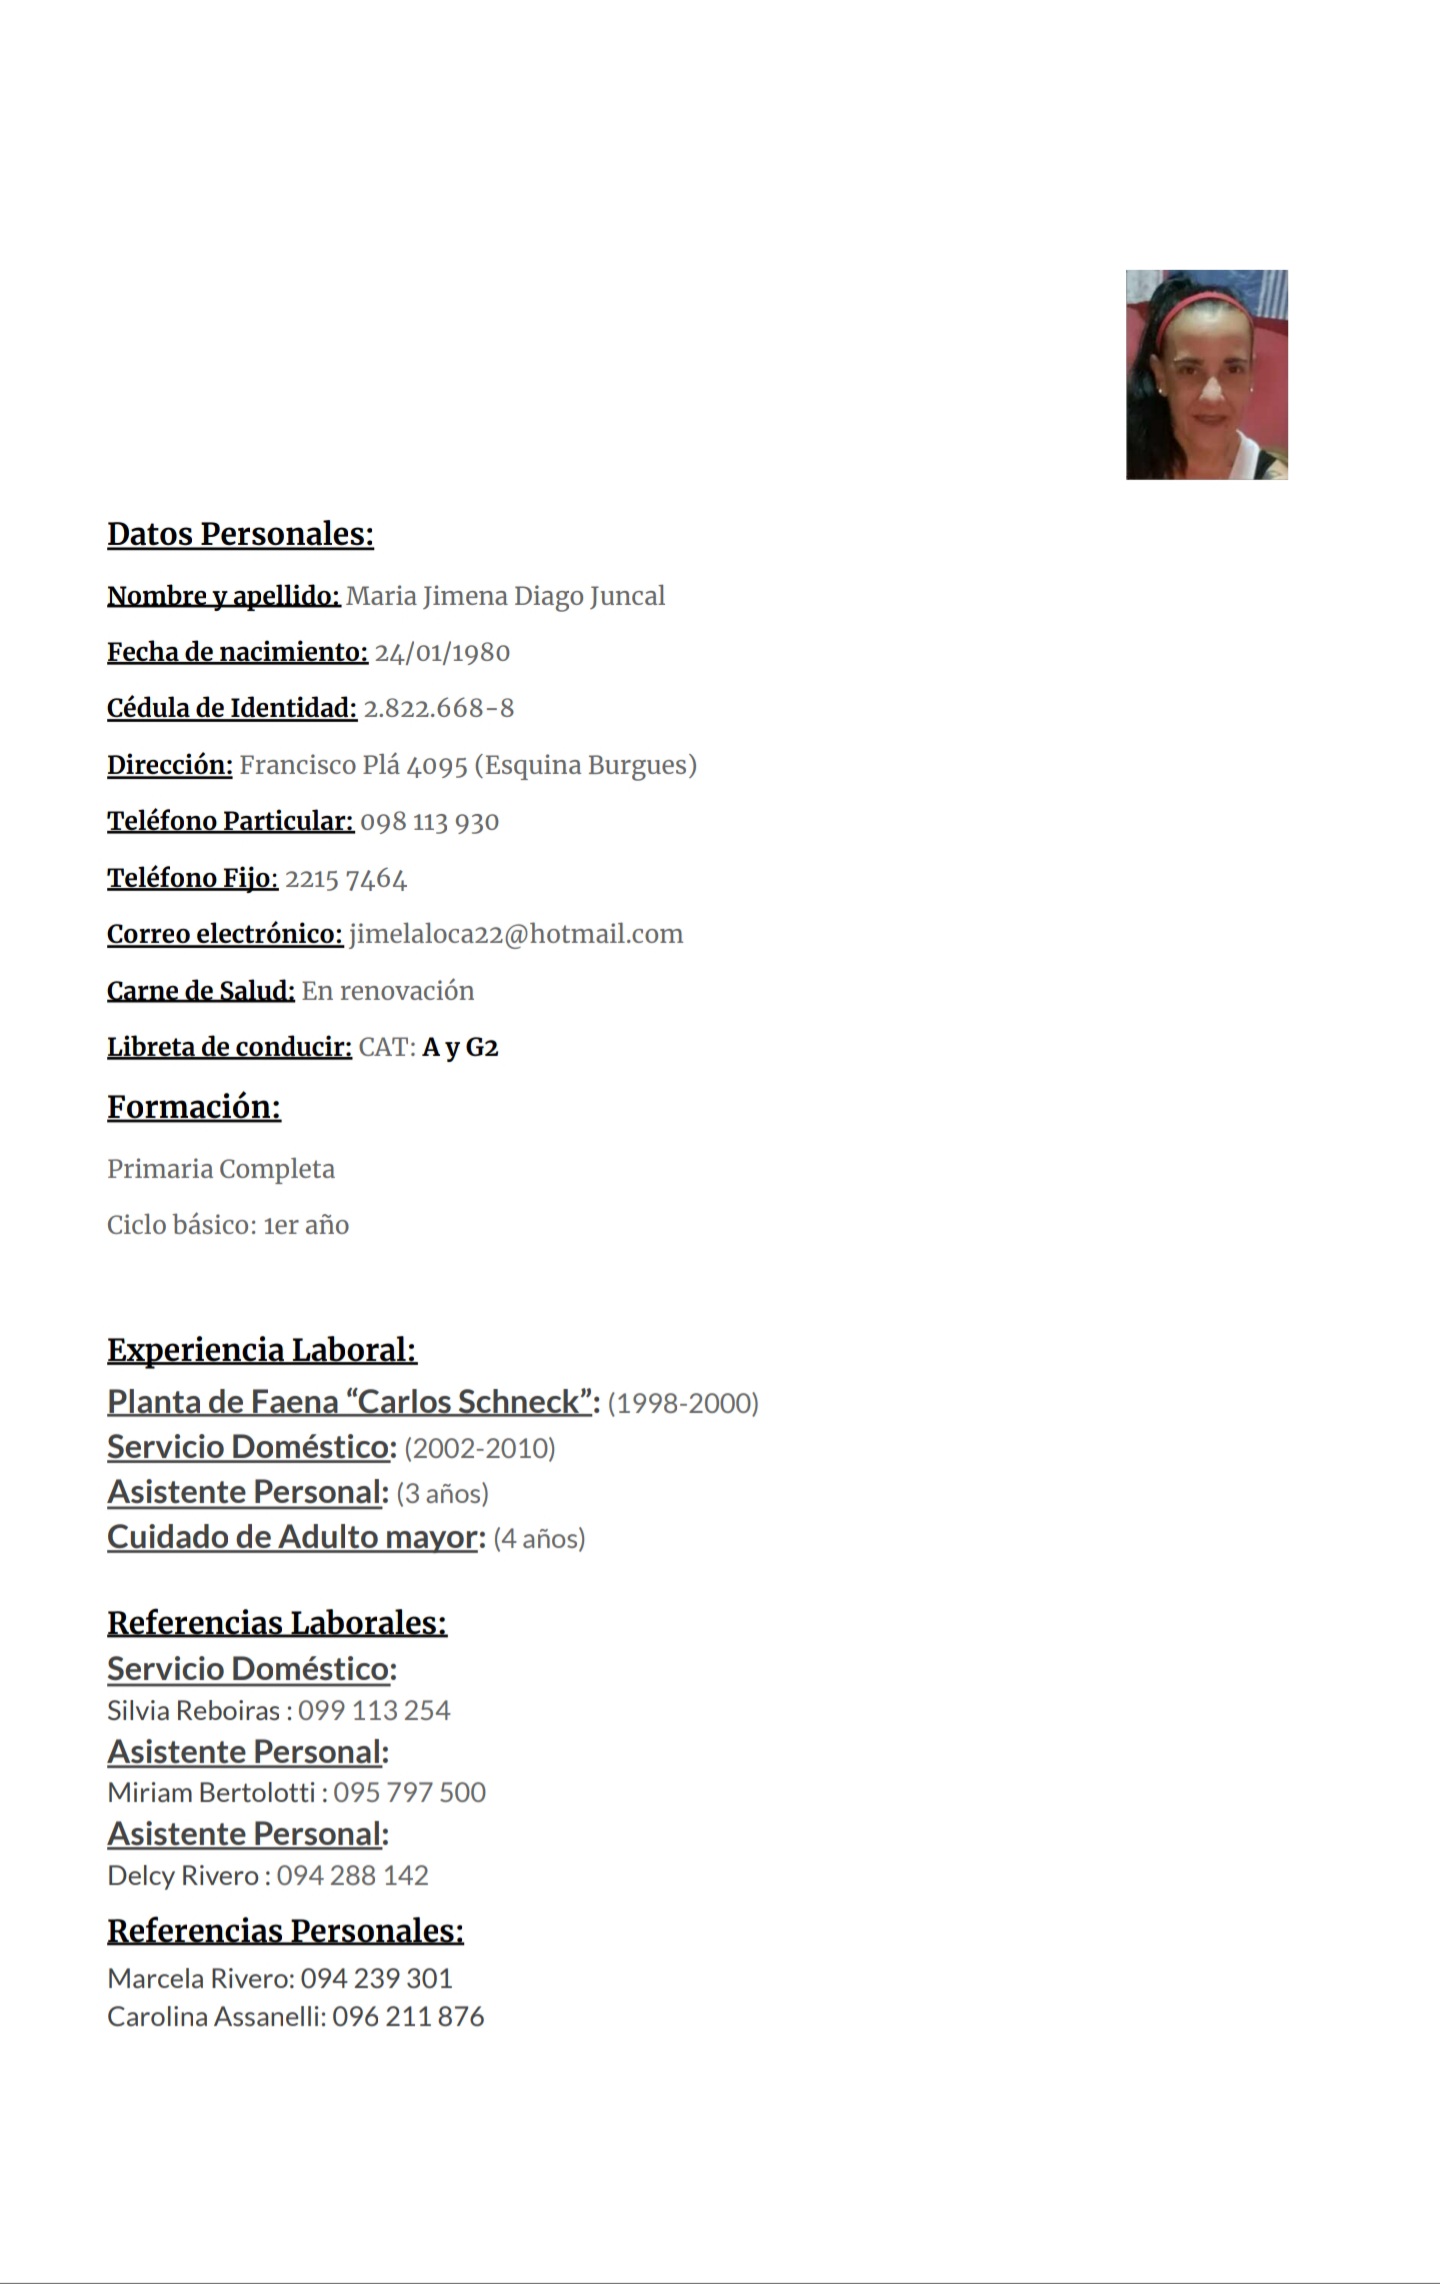 Datos Personales:
Nombre y apellido: Maria Jimena Diago Juncal
Fecha de nacimiento: 24/01/1980
Cédula de Identidad: 2.822.668-8
Dirección: Francisco Plá 4095 (Esquina Burgues)
Teléfono Particular: 098 113 930
Teléfono Fijo: 2215 7464
Correo electrónico: jimelaloca22@hotmail.com
Carne de Salud: En renovación
Libreta de conducir: CAT: A y G2
Formación:
Primaria Completa
Ciclo básico: 1er año
Experiencia Laboral:
Planta de Faena “Carlos Schneck”: (1998-2000)
Servicio Doméstico: (2002-2010)
Asistente Personal: (3 años)
Cuidado de Adulto mayor: (4 años)
Referencias Laborales:
Servicio Doméstico:
Silvia Reboiras : 099 113 254
Asistente Personal:
Miriam Bertolotti : 095 797 500
Asistente Personal:
Delcy Rivero : 094 288 142
Referencias Personales:
Marcela Rivero: 094 239 301
Carolina Assanelli: 096 211 876